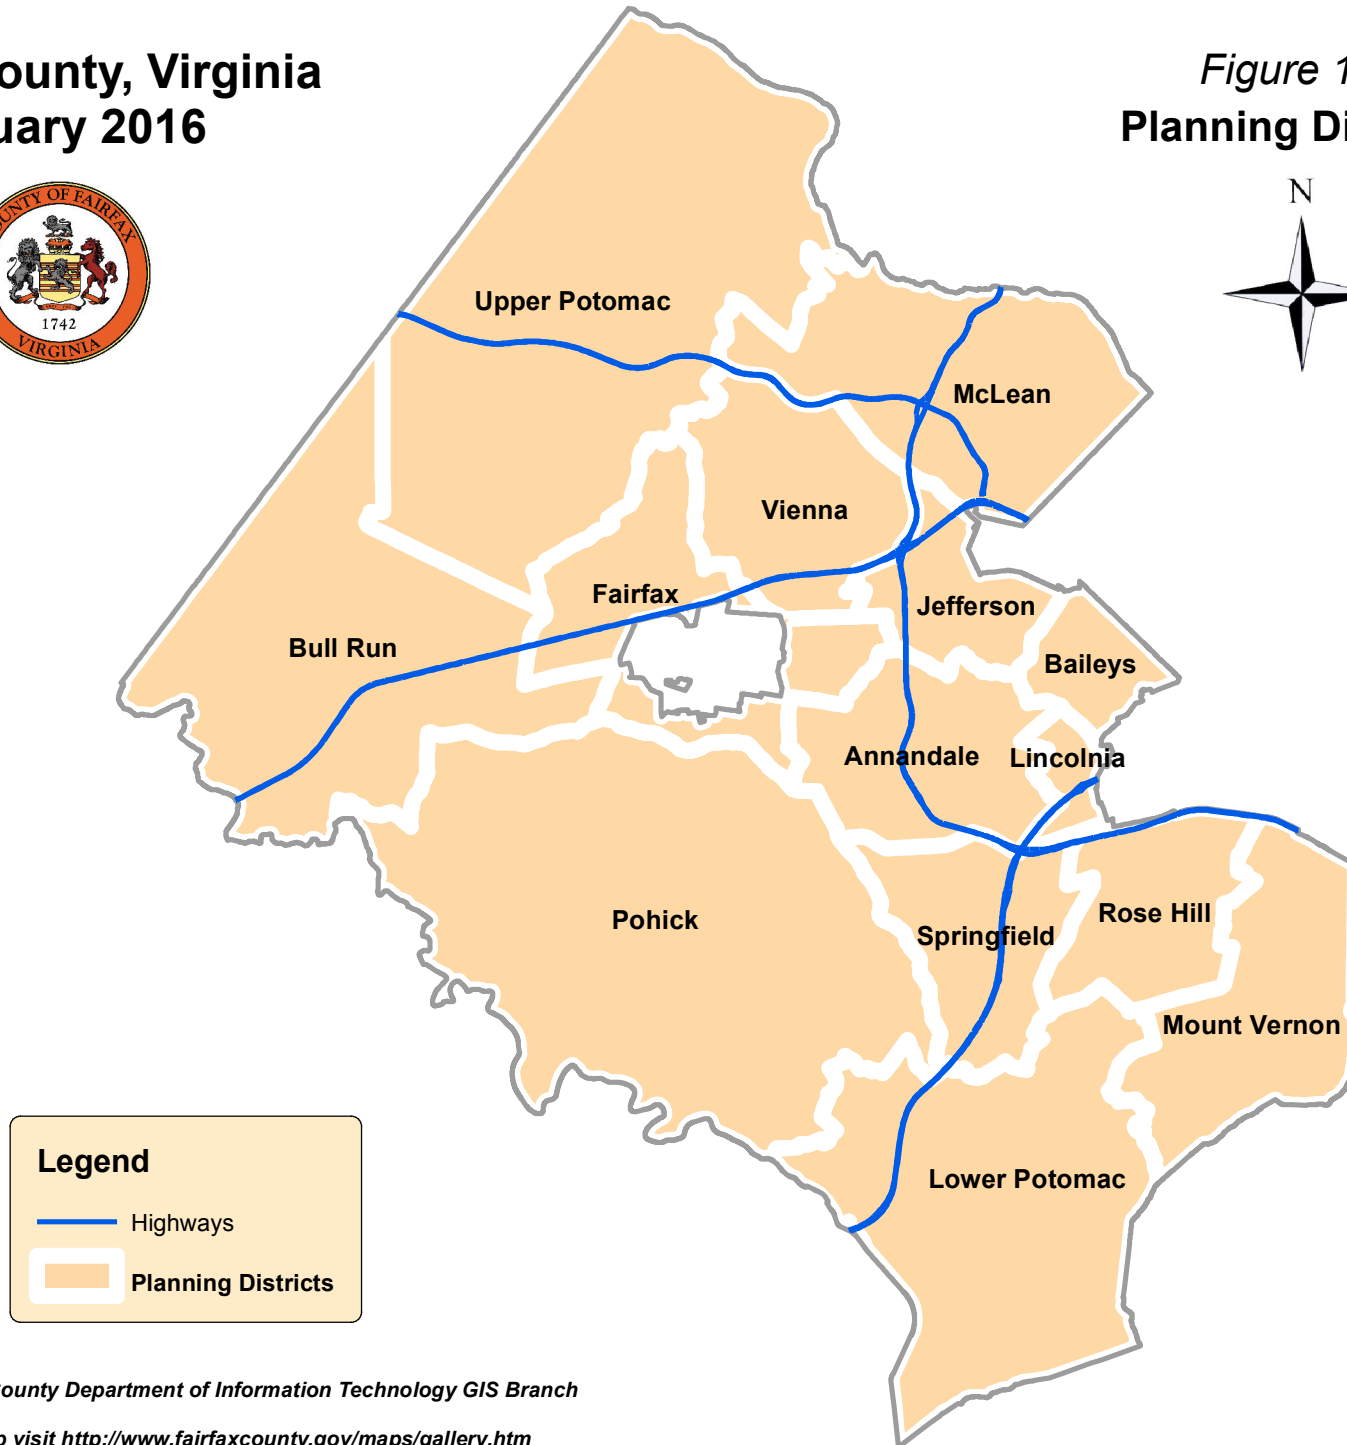 ounty, Virginia
uary 2016
Figure 1
Planning Di
COUNTY OF FAIRFAX
1742
VIRGINIA
N
Upper Potomac
McLean
Vienna
Fairfax
Jefferson
Bull Run
Baileys
Annandale
Lincolnia
Pohick
Springfield
Rose Hill
Mount Vernon
Lower Potomac
Legend
Highways
Planning Districts
ounty Department of Information Technology GIS Branch
visit http://www.fairfaxcounty.gov/maps/gallery.htm